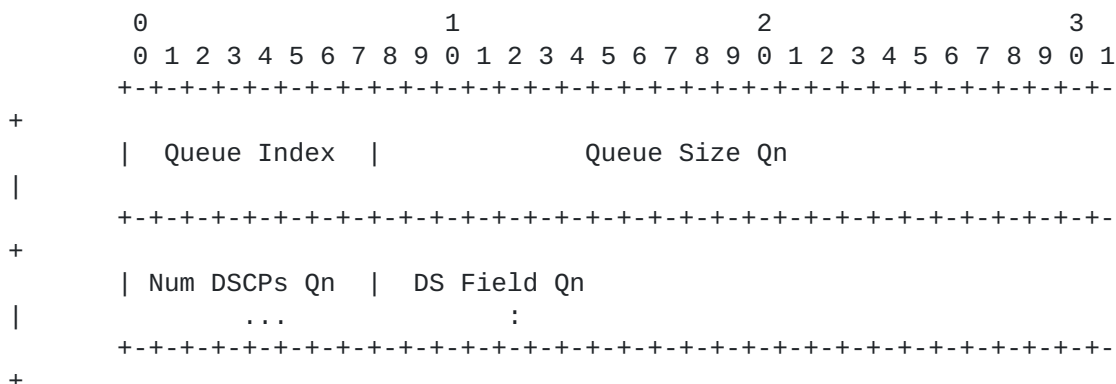 0                   1                   2                   3
0 1 2 3 4 5 6 7 8 9 0 1 2 3 4 5 6 7 8 9 0 1 2 3 4 5 6 7 8 9 0 1
+-+-+-+-+-+-+-+-+-+-+-+-+-+-+-+-+-+-+-+-+-+-+-+-+-+-+-+-+-+-+-+-
+
|  Queue Index  |             Queue Size Qn
|
+-+-+-+-+-+-+-+-+-+-+-+-+-+-+-+-+-+-+-+-+-+-+-+-+-+-+-+-+-+-+-+-
+
| Num DSCPs Qn  |  DS Field Qn
|              ...              :
+-+-+-+-+-+-+-+-+-+-+-+-+-+-+-+-+-+-+-+-+-+-+-+-+-+-+-+-+-+-+-+-
+